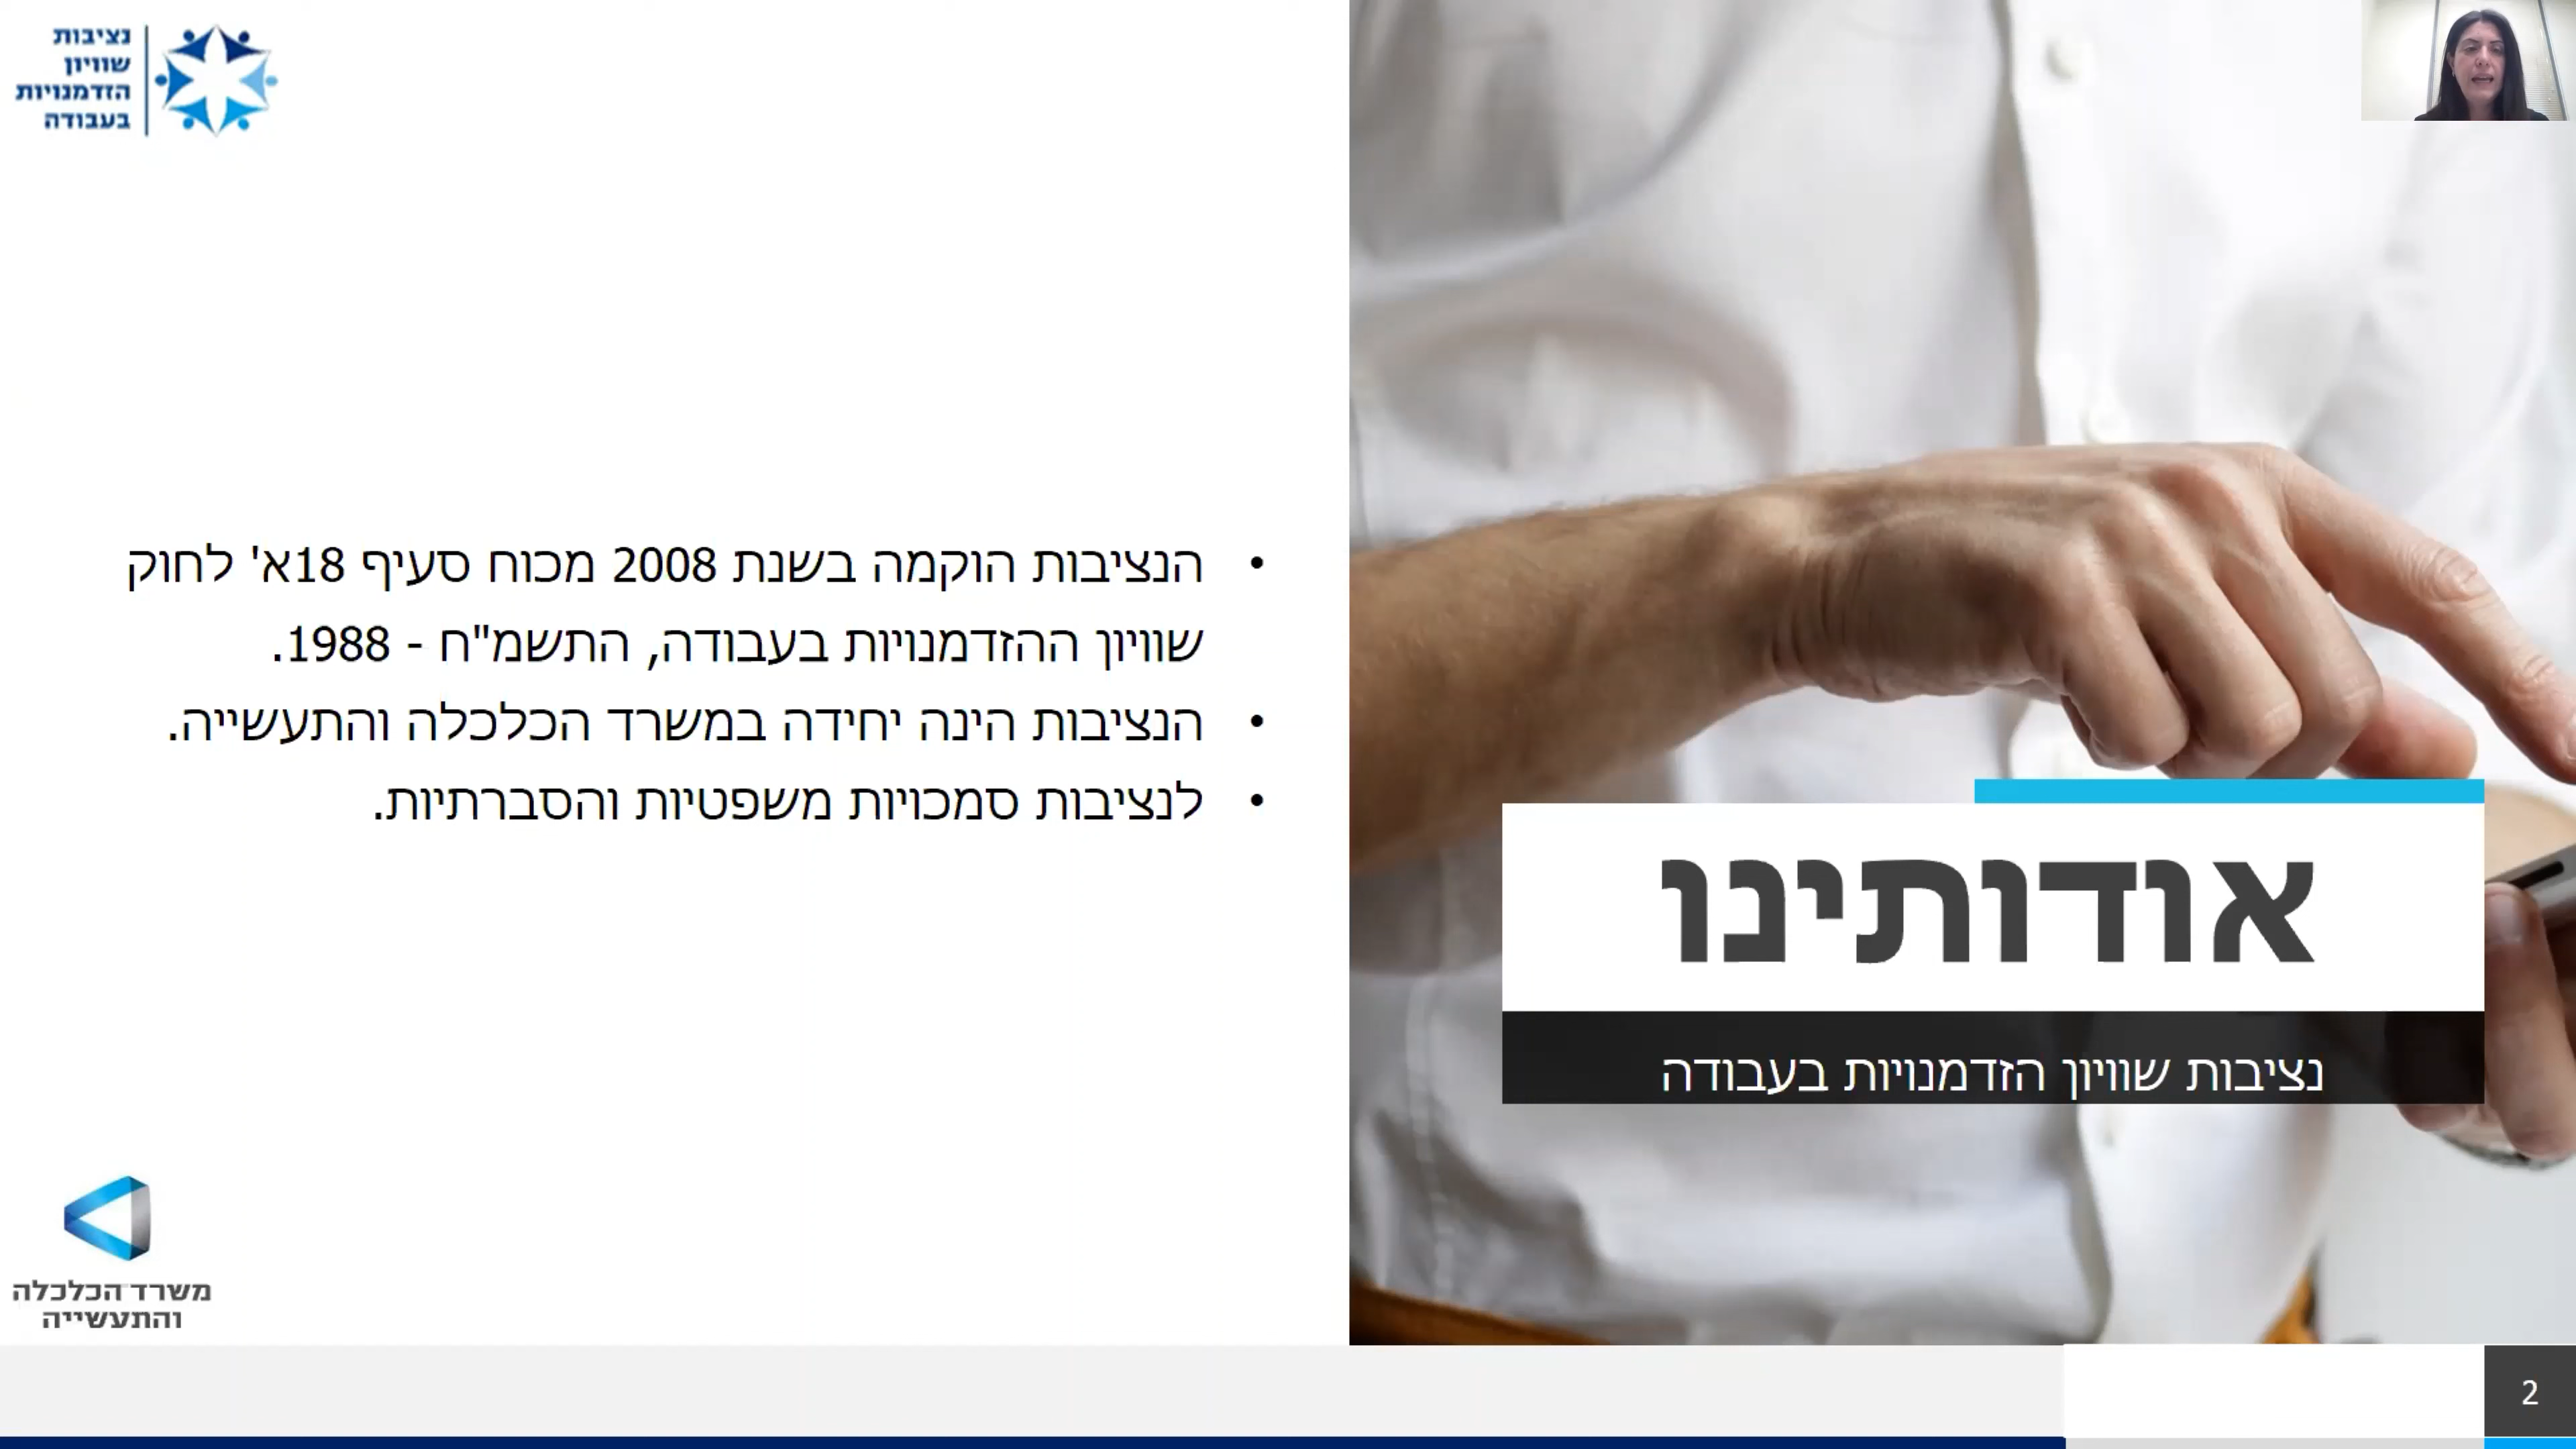 נציבות
שוויון
הזדמנויות
בעבודה
• הנציבות הוקמה בשנת 2008 מכוח סעיף 18א' לחוק
שוויון ההזדמנויות בעבודה, התשמ"ח - 1988.
• הנציבות הינה יחידה במשרד הכלכלה והתעשייה.
• לנציבות סמכויות משפטיות והסברתיות.
אודותינו
נציבות שוויון הזדמנויות בעבודה
משרד הכלכלה
והתעשייה
2